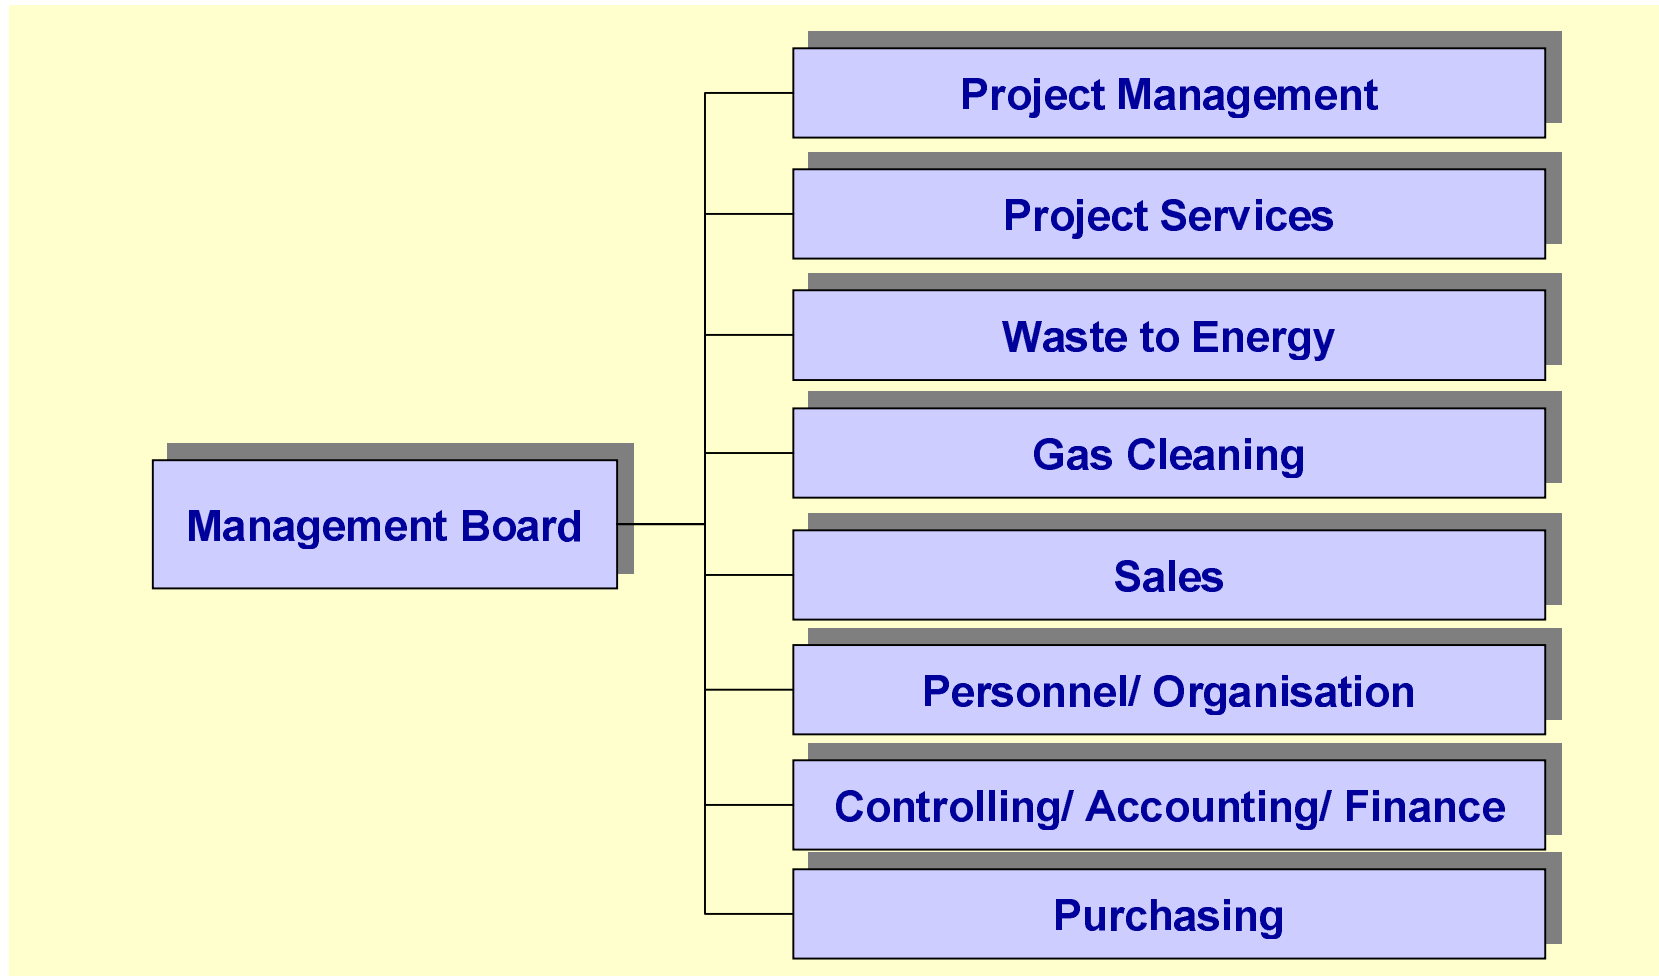 Project Management
Project Services
Waste to Energy
Gas Cleaning
Management Board
Sales
Personnel/ Organisation
Controlling/ Accounting/ Finance
Purchasing